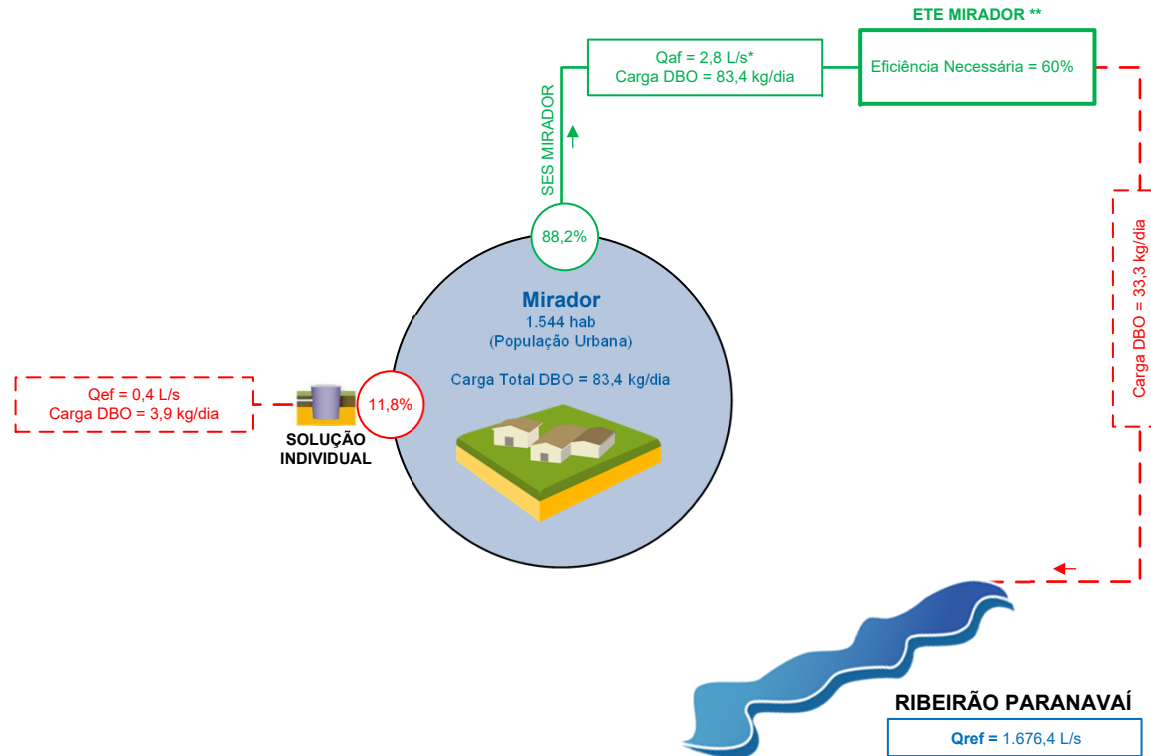 ETE MIRADOR **
Qaf = 2,8 L/s*
Carga DBO = 83,4 kg/dia
Eficiência Necessária = 60%
SES MIRADOR
Carga DBO = 33,3 kg/dia
88,2%
Mirador
1.544 hab
(População Urbana)
Carga Total DBO = 83,4 kg/dia
Qef = 0,4 L/s
Carga DBO = 3,9 kg/dia
11,8%
SOLUÇÃO
INDIVIDUAL
RIBEIRÃO PARANAVAÍ
Qref = 1.676,4 L/s